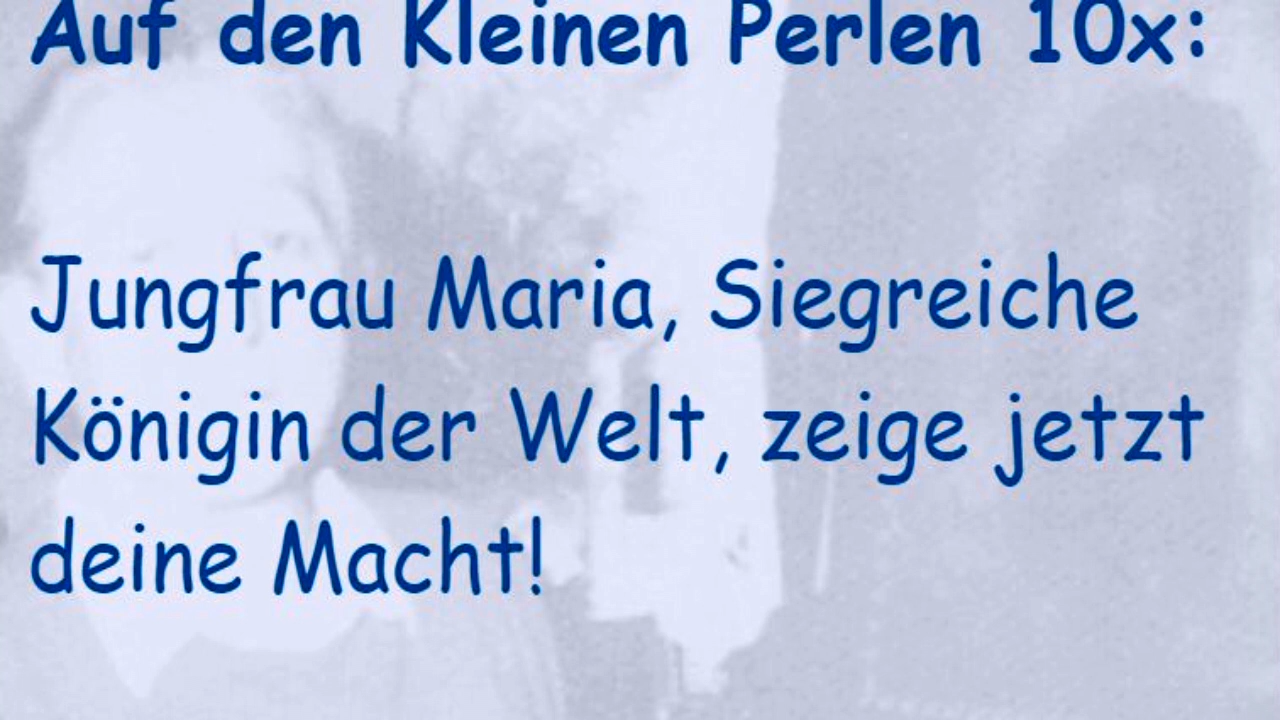 Auf den Kleinen Perlen 10x:
Jungfrau Maria, Siegreiche
Königin der Welt, zeige jetzt
deine Macht!